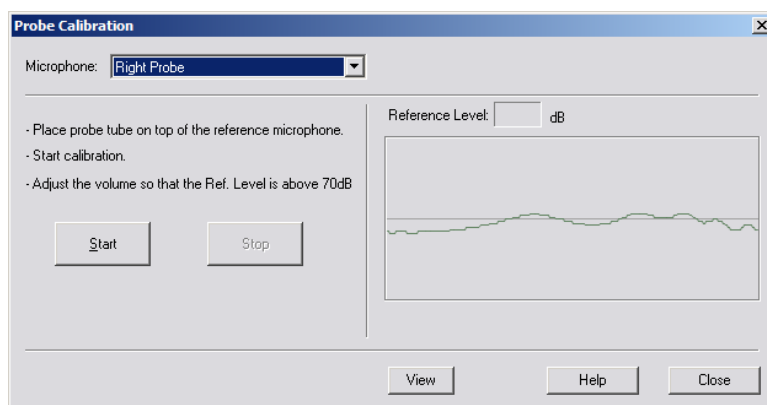 Probe Calibration
Microphone: Right Probe
Reference Level: dB
- Place probe tube on top of the reference microphone.
- Start calibration.
- Adjust the volume so that the Ref. Level is above 70dB
Start Stop
View Help Close